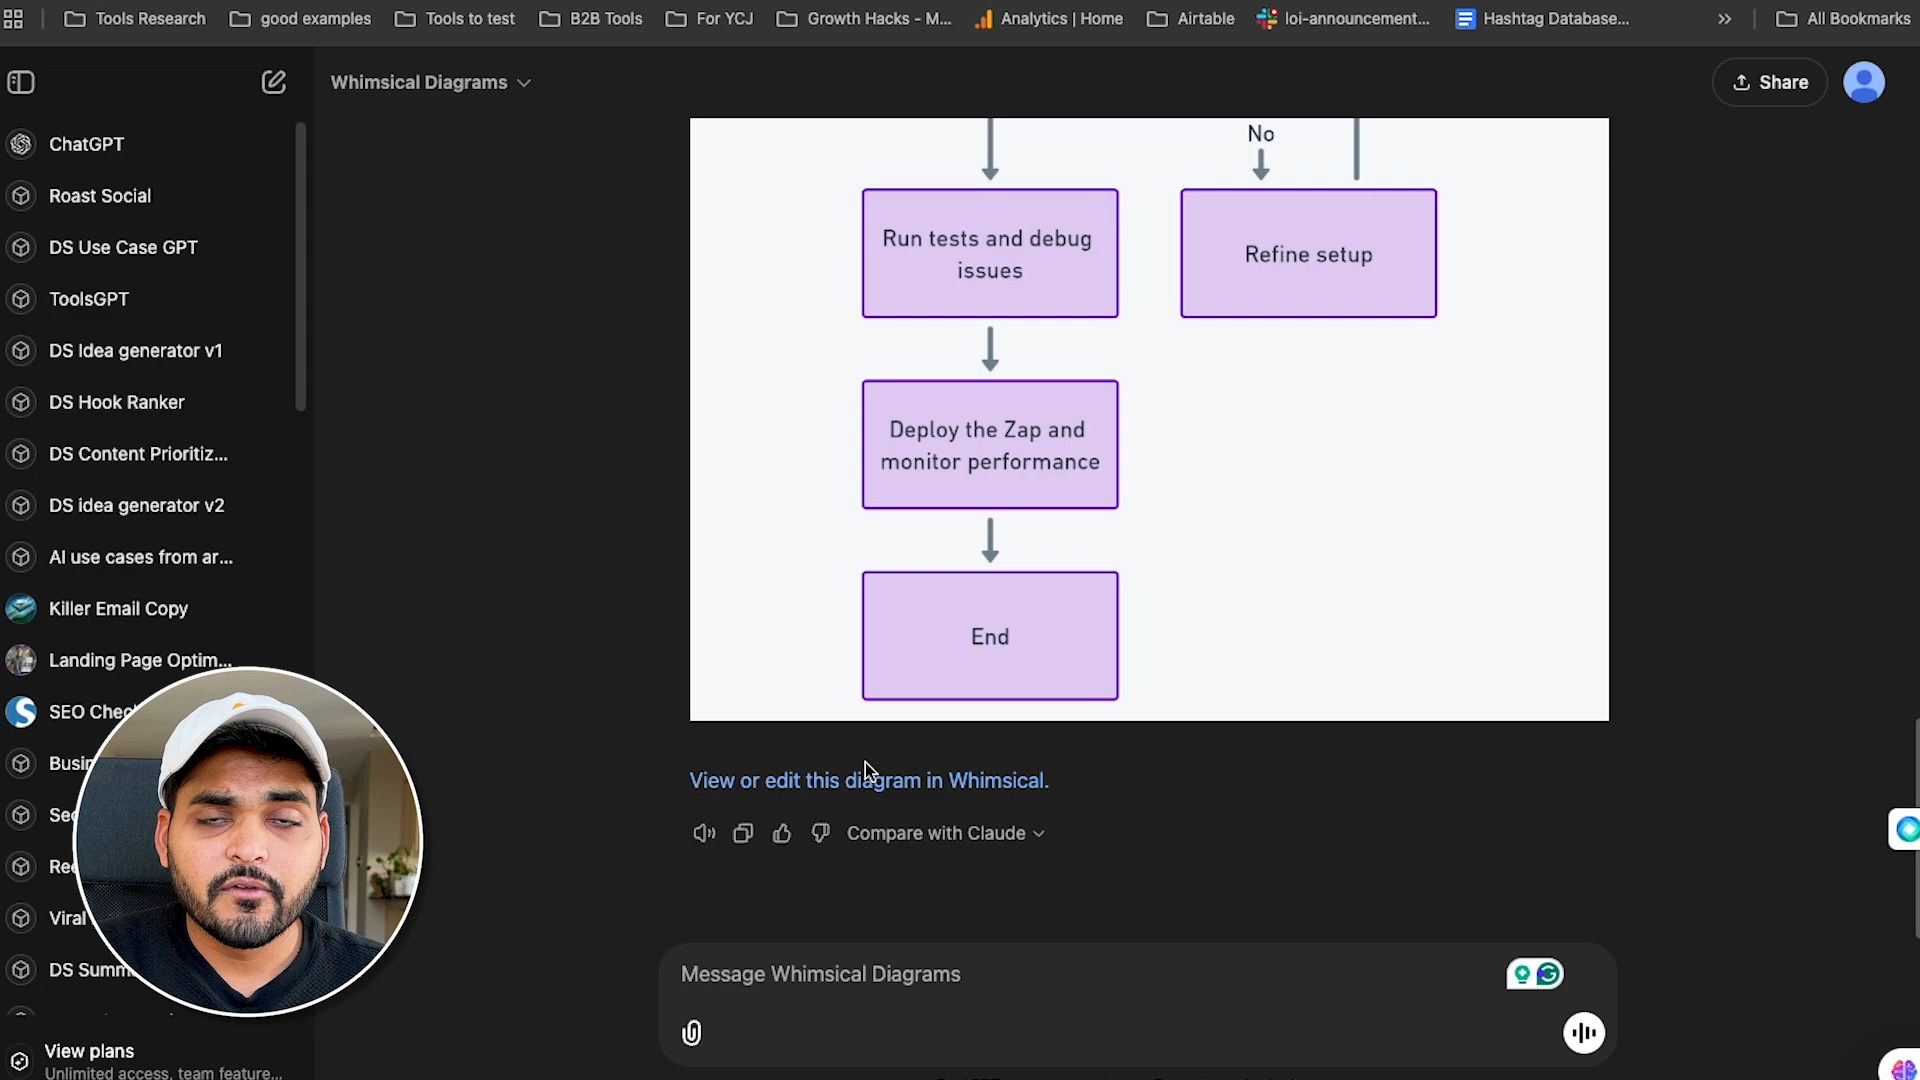 Tools Research
good examples
Tools to test
B2B Tools
For YCJ
Growth Hacks - M...
Analytics | Home
Airtable
loi-announcement...
Hashtag Database...
All Bookmarks
Whimsical Diagrams
Share
ChatGPT
Roast Social
DS Use Case GPT
ToolsGPT
DS Idea generator v1
DS Hook Ranker
DS Content Prioritiz...
DS idea generator v2
AI use cases from ar...
Killer Email Copy
Landing Page Optim...
SEO Chec
Busin
Sec
Ree
Viral
DS Summ
View plans
Unlimited access, team feature...
No
Run tests and debug
issues
Refine setup
Deploy the Zap and
monitor performance
End
View or edit this diagram in Whimsical.
Compare with Claude
Message Whimsical Diagrams